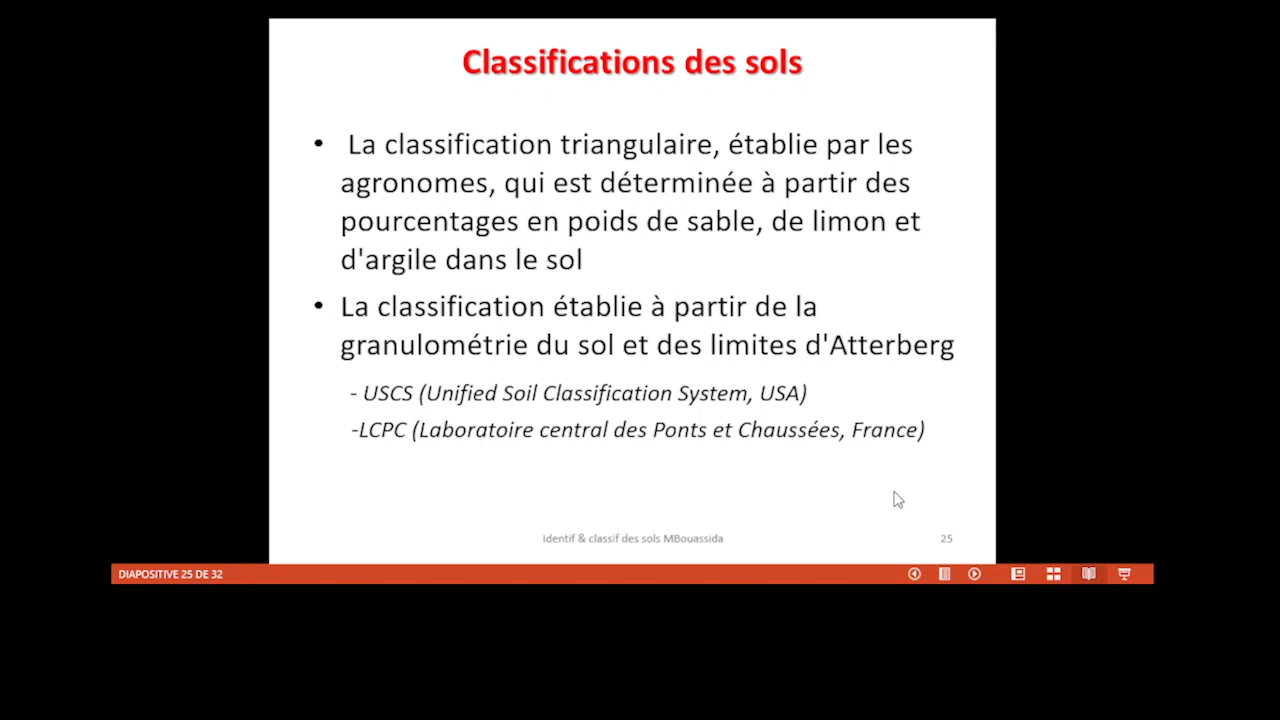 Classifications des sols
• La classification triangulaire, établie par les
agronomes, qui est déterminée à partir des
pourcentages en poids de sable, de limon et
d'argile dans le sol
• La classification établie à partir de la
granulométrie du sol et des limites d'Atterberg
- USCS (Unified Soil Classification System, USA)
-LCPC (Laboratoire central des Ponts et Chaussées, France)
Identif & classif des sols MBouassida
25
DIAPOSITIVE 25 DE 32